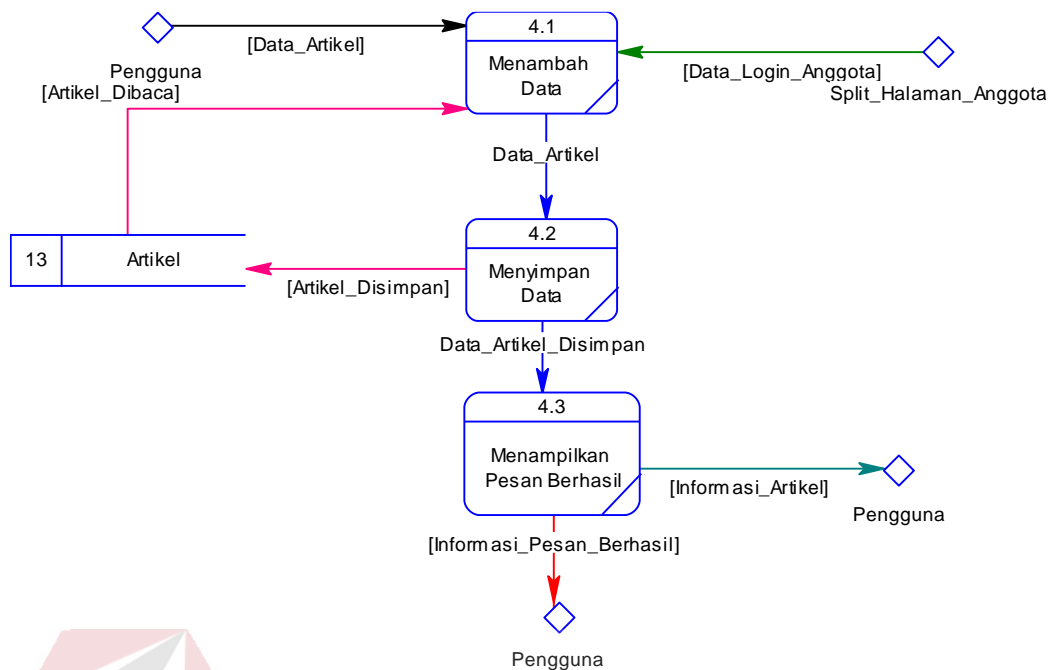 4.1
[Data_Artikel]
Menambah
Data
[Data_Login_Anggota]
Pengguna
Split_Halaman_Anggota
[Artikel_Dibaca]
Data_Artikel
4.2
13
Artikel
Menyimpan
Data
[Artikel_Disimpan]
Data_Artikel_Disimpan
4.3
Menampilkan
Pesan Berhasil
[Informasi_Artikel]
Pengguna
[Informasi_Pesan_Berhasil]
Pengguna